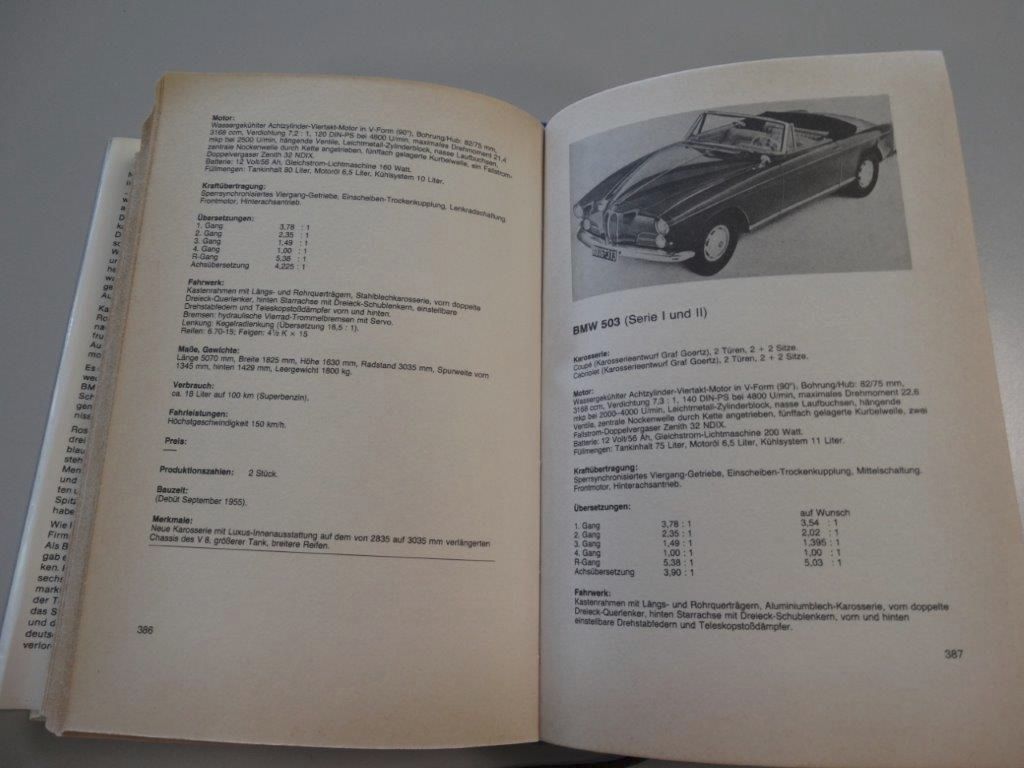 Motor:
Wassergekühlter Achtzylinder-Viertakt-Motor in V-Form (90°), Bohrung/Hub: 82/75 mm,
3168 ccm, Verdichtung 7,2 : 1, 120 DIN-PS bei 4800 U/min, maximales Drehmoment 21,4
mkp bei 2500 U/min, hängende Ventile, Leichtmetall-Zylinderblock, nasse Laufbuchsen,
zentrale Nockenwelle durch Kette angetrieben, fünffach gelagerte Kurbelwelle, ein Fallstrom-
Doppelvergaser Zenith 32 NDIX.
Batterie: 12 Volt/56 Ah, Gleichstrom-Lichtmaschine 160 Watt.
Füllmengen: Tankinhalt 80 Liter, Motoröl 6,5 Liter, Kühlsystem 10 Liter.
Kraftübertragung:
Sperrsynchronisiertes Viergang-Getriebe, Einscheiben-Trockenkupplung, Lenkradschaltung.
Frontmotor, Hinterachsantrieb.
Übersetzungen:
1. Gang 3,78 : 1
2. Gang 2,35 : 1
3. Gang 1,49 : 1
4. Gang 1,00 : 1
R-Gang 5,38 : 1
Achsübersetzung 4,225 : 1
Fahrwerk:
Kastenrahmen mit Längs- und Rohrquerträgern, Stahlblechkarosserie, vorn doppelte
Dreieck-Querlenker, hinten Starrachse mit Dreieck-Schublenkern, einstellbare
Drehstabfedern und Teleskopstoßdämpfer vorn und hinten.
Bremsen: hydraulische Vierrad-Trommelbremsen mit Servo.
Lenkung: Kegelradlenkung (Übersetzung 16,5 : 1).
Reifen: 6.70-15; Felgen: 4½ K × 15
Maße, Gewichte:
Länge 5070 mm, Breite 1825 mm, Höhe 1630 mm, Radstand 3035 mm, Spurweite vorn
1345 mm, hinten 1429 mm, Leergewicht 1800 kg.
Verbrauch:
ca. 18 Liter auf 100 km (Superbenzin).
Fahrleistungen:
Höchstgeschwindigkeit 150 km/h.
Preis:
—
Produktionszahlen: 2 Stück.
Bauzeit:
(Debüt September 1955).
Merkmale:
Neue Karosserie mit Luxus-Innenausstattung auf dem von 2835 auf 3035 mm verlängerten
Chassis des V 8, größerer Tank, breitere Reifen.
386
BMW 503 (Serie I und II)
Karosserie:
Coupé (Karosserieentwurf Graf Goertz), 2 Türen, 2 + 2 Sitze.
Cabriolet (Karosserieentwurf Graf Goertz), 2 Türen, 2 + 2 Sitze.
Motor:
Wassergekühlter Achtzylinder-Viertakt-Motor in V-Form (90°), Bohrung/Hub: 82/75 mm,
3168 ccm, Verdichtung 7,3 : 1, 140 DIN-PS bei 4800 U/min, maximales Drehmoment 22,6
mkp bei 2000–4000 U/min, Leichtmetall-Zylinderblock, nasse Laufbuchsen, hängende
Ventile, zentrale Nockenwelle durch Kette angetrieben, fünffach gelagerte Kurbelwelle, zwei
Fallstrom-Doppelvergaser Zenith 32 NDIX.
Batterie: 12 Volt/56 Ah, Gleichstrom-Lichtmaschine 200 Watt.
Füllmengen: Tankinhalt 75 Liter, Motoröl 6,5 Liter, Kühlsystem 11 Liter.
Kraftübertragung:
Sperrsynchronisiertes Viergang-Getriebe, Einscheiben-Trockenkupplung, Mittelschaltung.
Frontmotor, Hinterachsantrieb.
Übersetzungen:
auf Wunsch
1. Gang 3,78 : 1 3,54 : 1
2. Gang 2,35 : 1 2,02 : 1
3. Gang 1,49 : 1 1,395 : 1
4. Gang 1,00 : 1 1,00 : 1
R-Gang 5,38 : 1 5,03 : 1
Achsübersetzung 3,90 : 1
Fahrwerk:
Kastenrahmen mit Längs- und Rohrquerträgern, Aluminiumblech-Karosserie, vorn doppelte
Dreieck-Querlenker, hinten Starrachse mit Dreieck-Schublenkern, vorn und hinten
einstellbare Drehstabfedern und Teleskopstoßdämpfer.
387